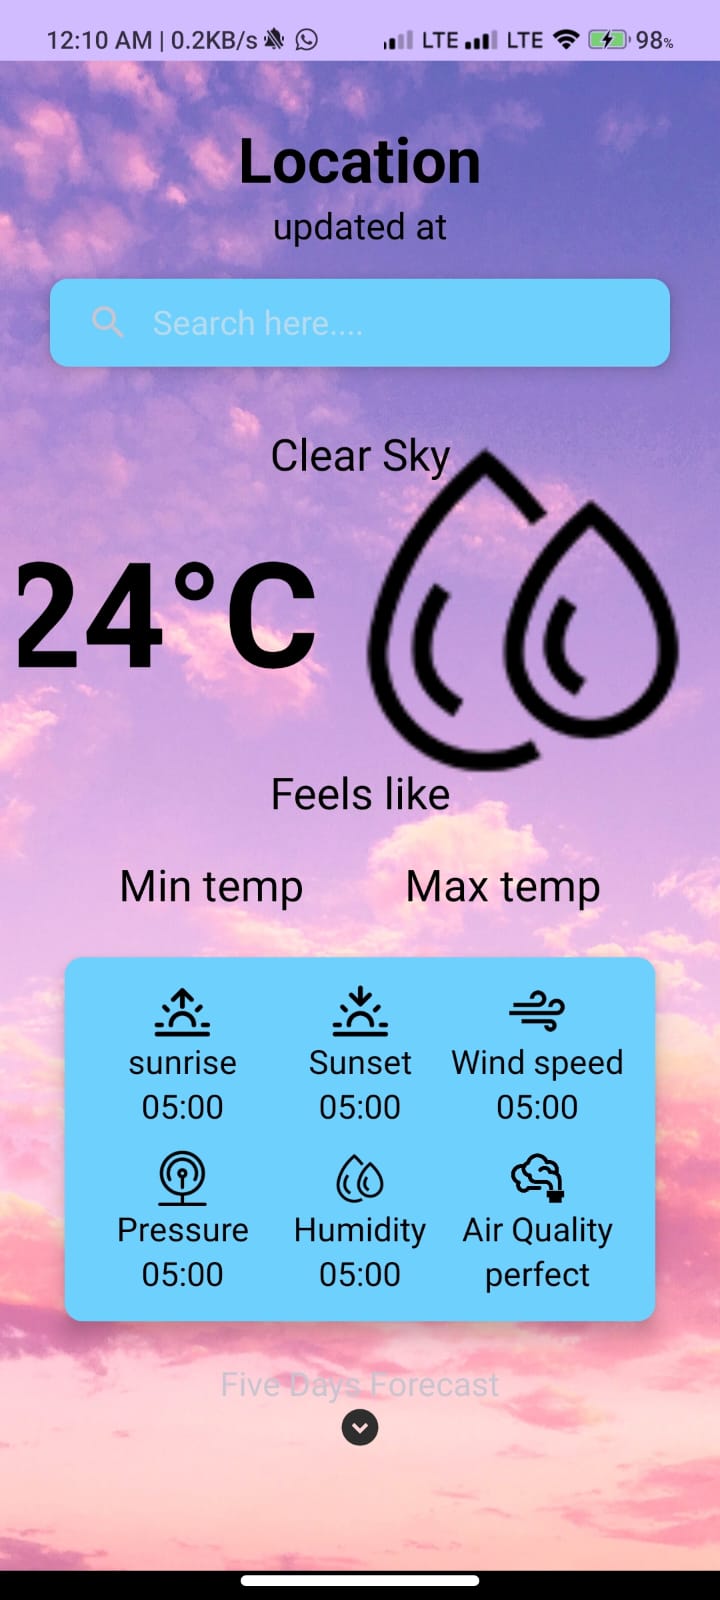 12:10 AM | 0.2KB/s LTE LTE 98%
Location
updated at
Search here....
Clear Sky
24°C
Feels like
Min temp Max temp
sunrise Sunset Wind speed
05:00 05:00 05:00
Pressure Humidity Air Quality
05:00 05:00 perfect
Five Days Forecast